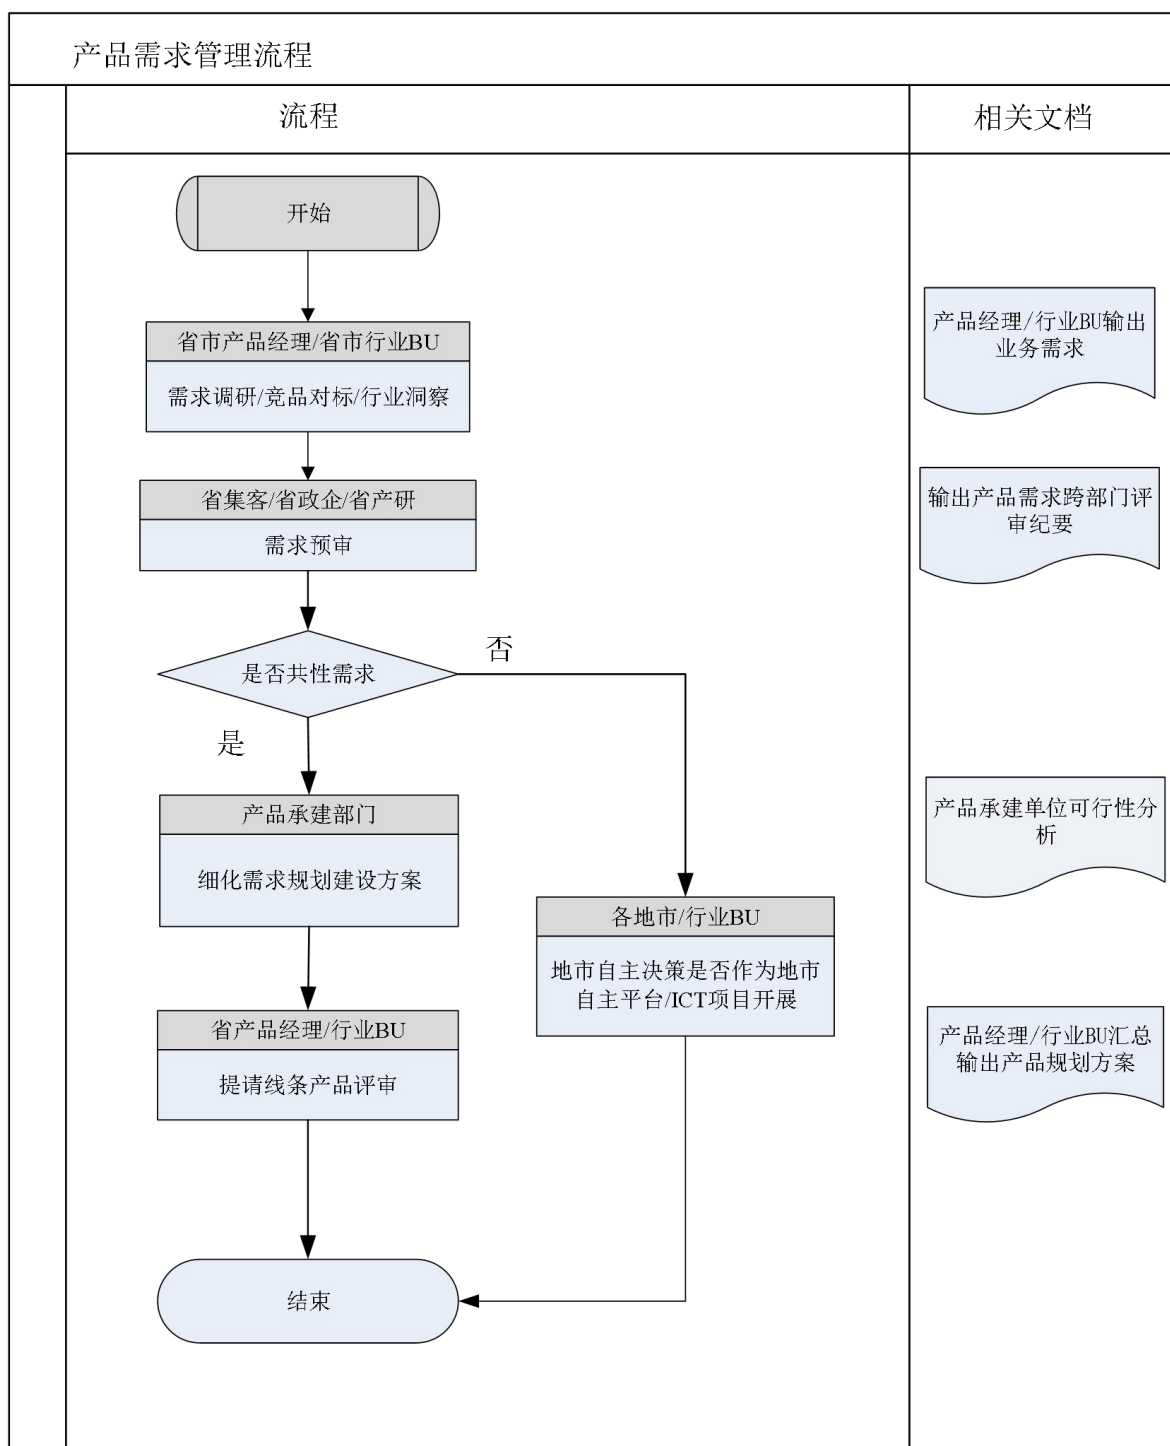 产品需求管理流程
流程
相关文档
开始
省市产品经理/省市行业BU
需求调研/竞品对标/行业洞察
产品经理/行业BU输出
业务需求
省集客/省政企/省产研
需求预审
输出产品需求跨部门评
审纪要
是否共性需求
否
是
产品承建部门
细化需求规划建设方案
产品承建单位可行性分
析
各地市/行业BU
地市自主决策是否作为地市
自主平台/ICT项目开展
省产品经理/行业BU
提请线条产品评审
产品经理/行业BU汇总
输出产品规划方案
结束